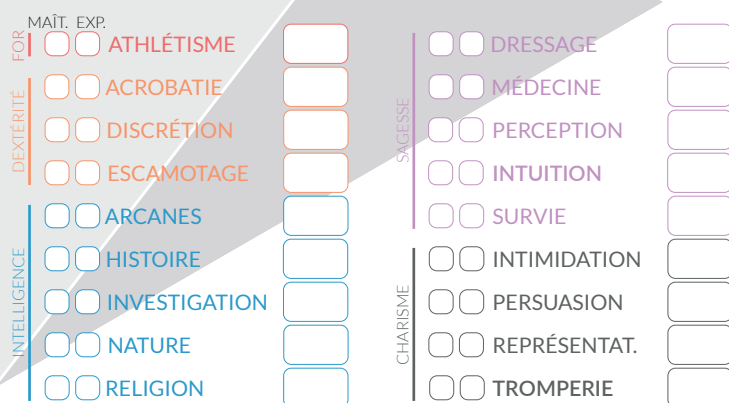 MAÎT. EXP.
FOR
ATHLÉTISME
DEXTÉRITÉ
ACROBATIE
DISCRÉTION
ESCAMOTAGE
INTELLIGENCE
ARCANES
HISTOIRE
INVESTIGATION
NATURE
RELIGION
SAGESSE
DRESSAGE
MÉDECINE
PERCEPTION
INTUITION
SURVIE
CHARISME
INTIMIDATION
PERSUASION
REPRÉSENTAT.
TROMPERIE